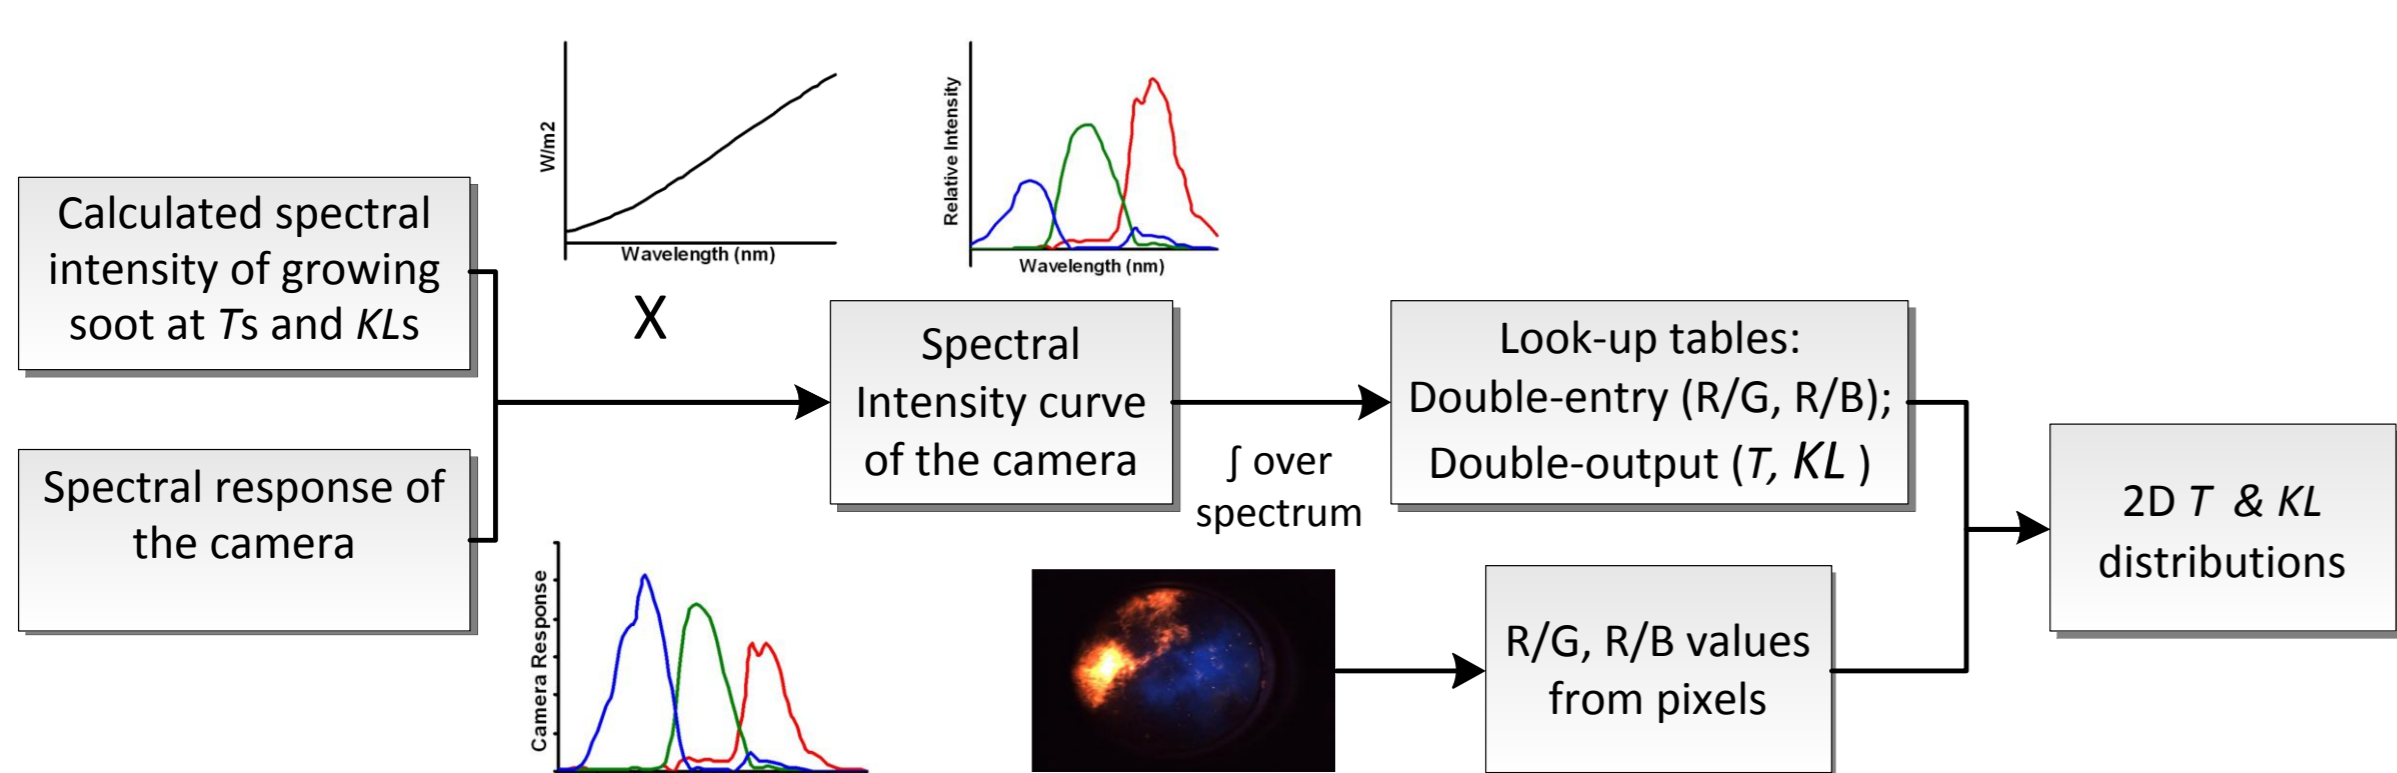 Calculated spectral
intensity of growing
soot at Ts and KLs
Spectral response of
the camera
W/m2
Wavelength (nm)
X
Camera Response
Relative Intensity
Wavelength (nm)
Spectral
Intensity curve
of the camera
∫ over
spectrum
Look-up tables:
Double-entry (R/G, R/B);
Double-output (T, KL )
R/G, R/B values
from pixels
2D T & KL
distributions